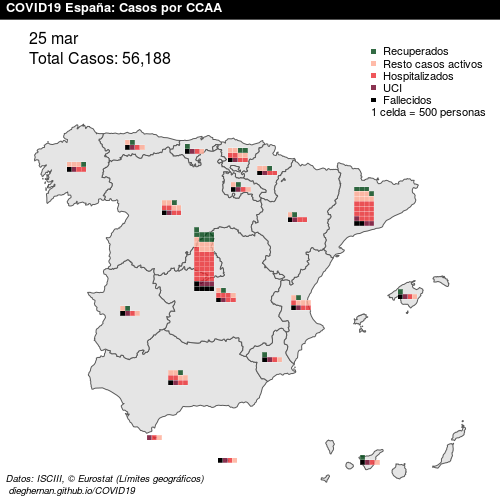 COVID19 España: Casos por CCAA
25 mar
Total Casos: 56,188
Recuperados
Resto casos activos
Hospitalizados
UCI
Fallecidos
1 celda = 500 personas
Datos: ISCIII, © Eurostat (Límites geográficos)
dieghernan.github.io/COVID19